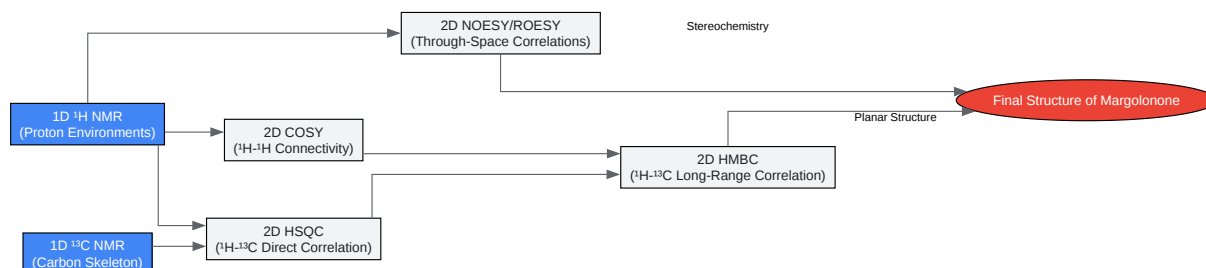 2D NOESY/ROESY
(Through-Space Correlations)
Stereochemistry
Final Structure of Margolonone
1D ¹H NMR
(Proton Environments)
Planar Structure
2D COSY
(¹H-¹H Connectivity)
2D HMBC
(¹H-¹³C Long-Range Correlation)
2D HSQC
(¹H-¹³C Direct Correlation)
1D ¹³C NMR
(Carbon Skeleton)